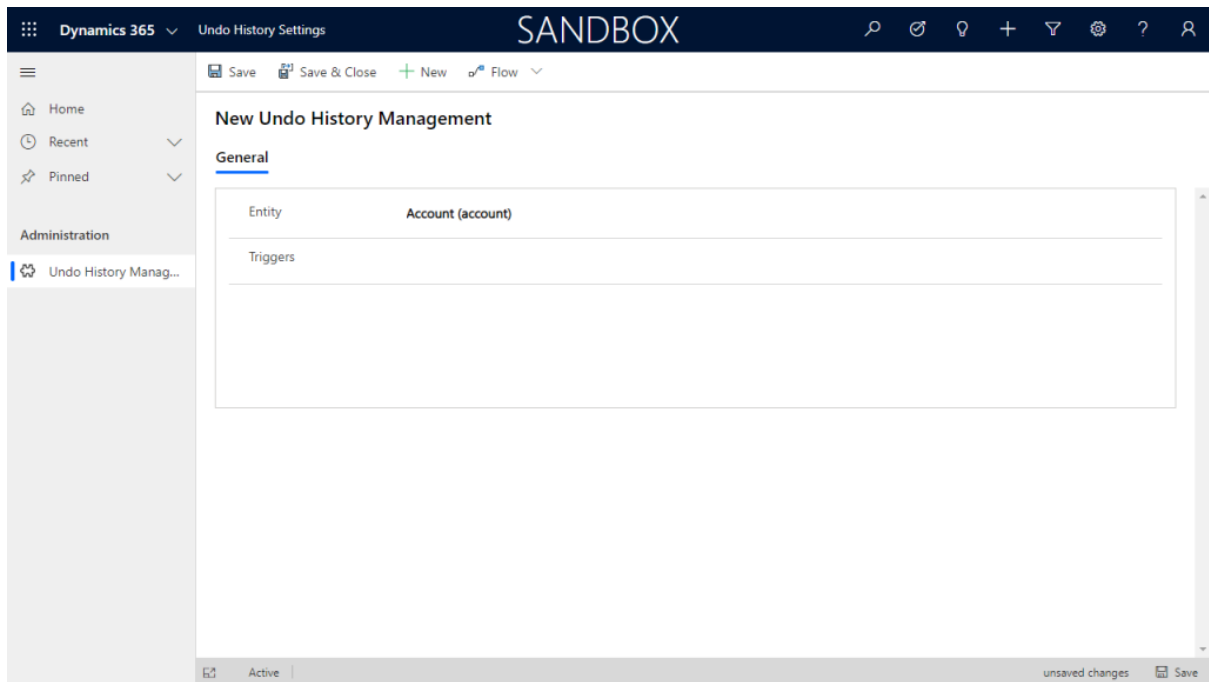 Dynamics 365 Undo History Settings SANDBOX ?
Save Save & Close New Flow
Home
Recent
Pinned
Administration
Undo History Manag...
New Undo History Management
General
Entity Account (account)
Triggers
Active unsaved changes Save